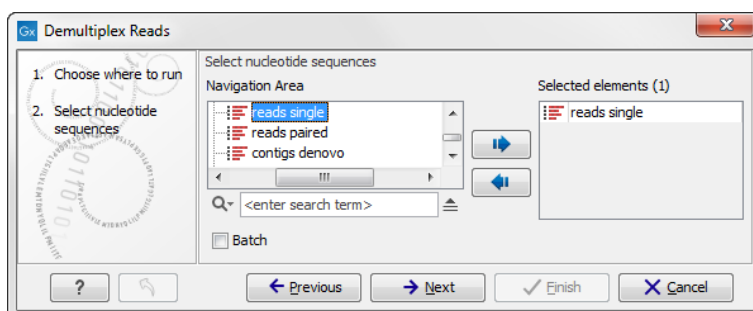 Gx Demultiplex Reads
1. Choose where to run
2. Select nucleotide
sequences
Select nucleotide sequences
Navigation Area
reads single
reads paired
contigs denovo
<enter search term>
Batch
Selected elements (1)
reads single
?
Previous
Next
Finish
Cancel